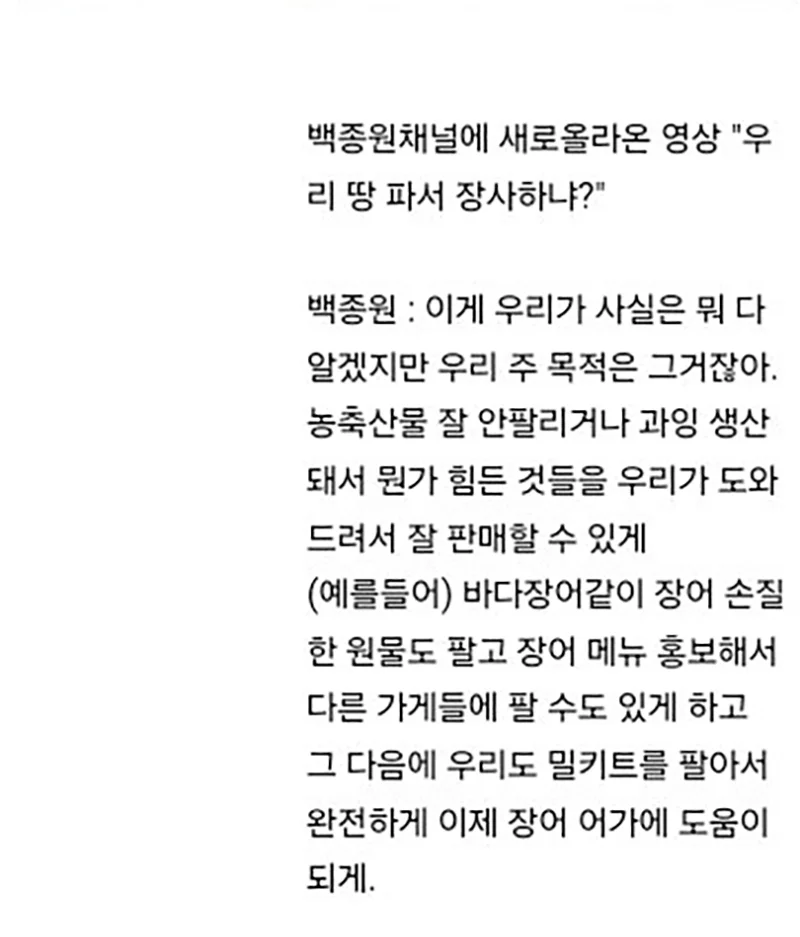 백종원채널에 새로올라온 영상 "우
리 땅 파서 장사하냐?"
백종원 : 이게 우리가 사실은 뭐 다
알겠지만 우리 주 목적은 그거잖아.
농축산물 잘 안팔리거나 과잉 생산
돼서 뭔가 힘든 것들을 우리가 도와
드려서 잘 판매할 수 있게
(예를들어) 바다장어같이 장어 손질
한 원물도 팔고 장어 메뉴 홍보해서
다른 가게들에 팔 수도 있게 하고
그 다음에 우리도 밀키트를 팔아서
완전하게 이제 장어 어가에 도움이
되게.